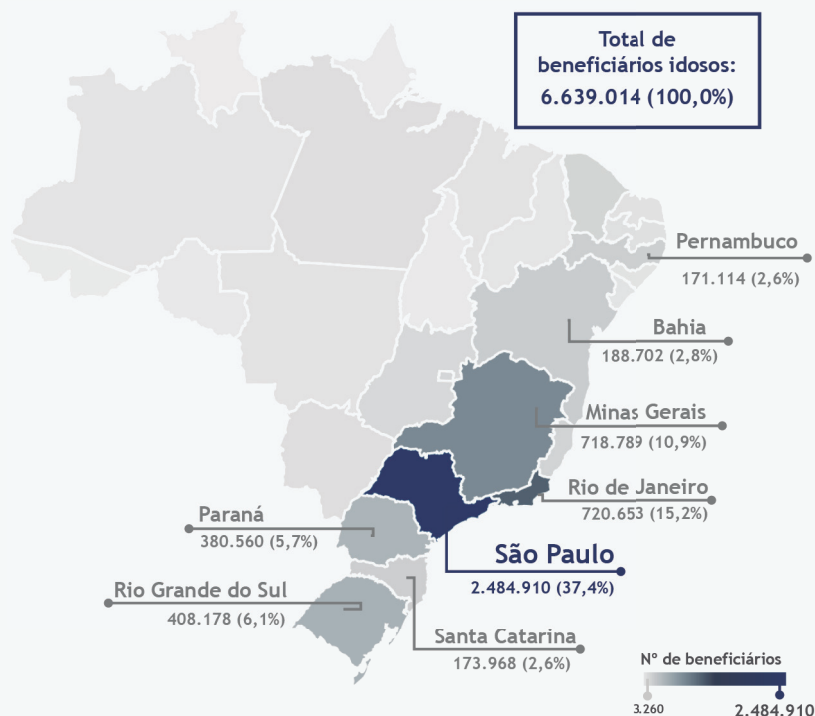 Total de
beneficiários idosos:
6.639.014 (100,0%)
Pernambuco
171.114 (2,6%)
Bahia
188.702 (2,8%)
Minas Gerais
718.789 (10,9%)
Rio de Janeiro
720.653 (15,2%)
Paraná
380.560 (5,7%)
São Paulo
2.484.910 (37,4%)
Rio Grande do Sul
408.178 (6,1%)
Santa Catarina
173.968 (2,6%)
Nº de beneficiários
3.260
2.484.910